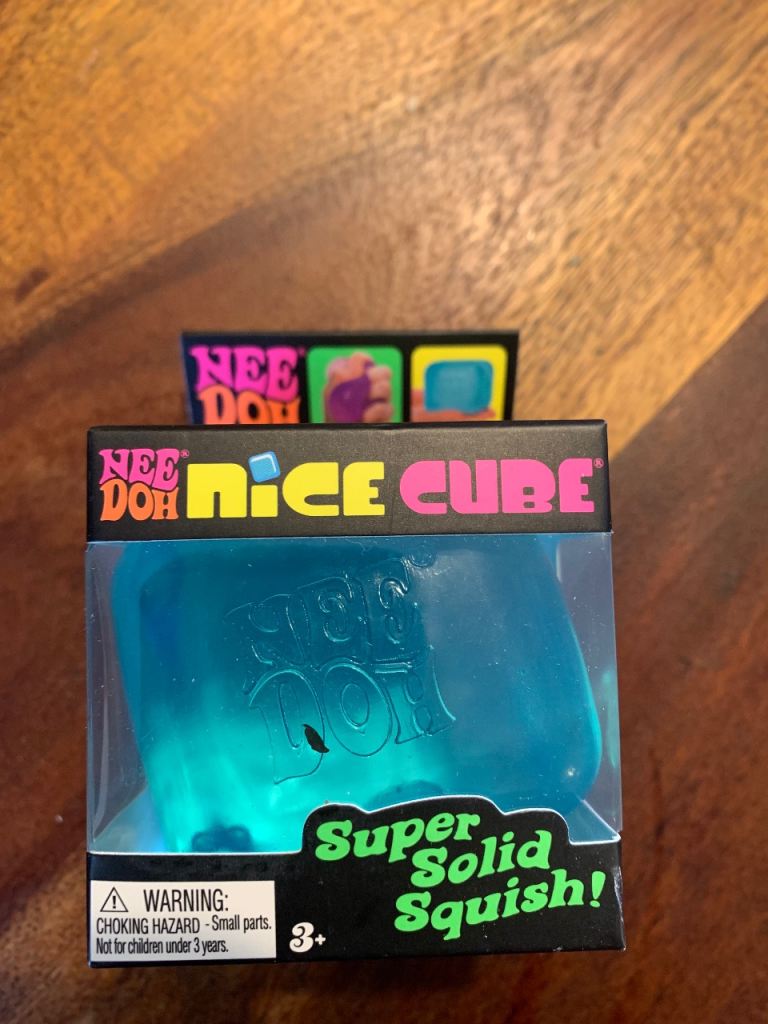 NEE®
DOH
NEE®
DOH
NiCE CUBE®
NEE®
DOH
Super
Solid
Squish!
WARNING:
CHOKING HAZARD - Small parts.
Not for children under 3 years.
3+